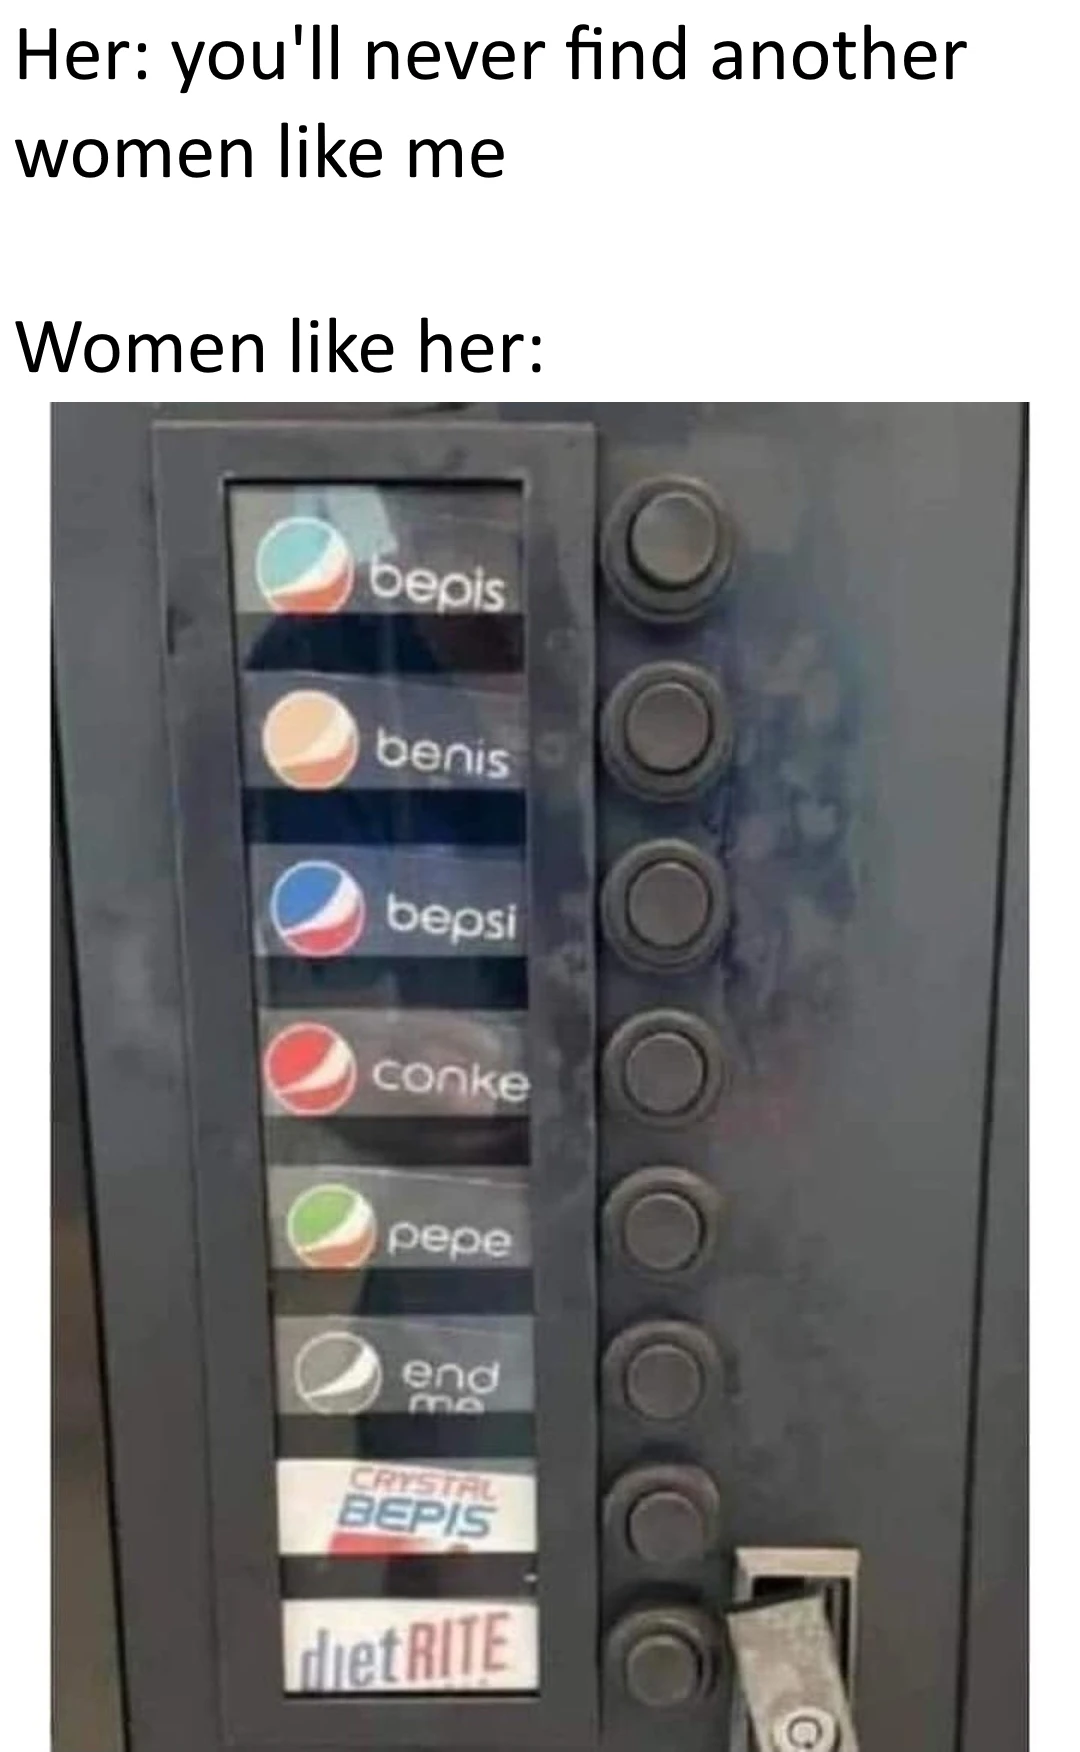 Her: you'll never find another
women like me
Women like her:
bepis
benis
bepsi
conke
pepe
end
me
CRYSTAL
BEPIS
dietRITE